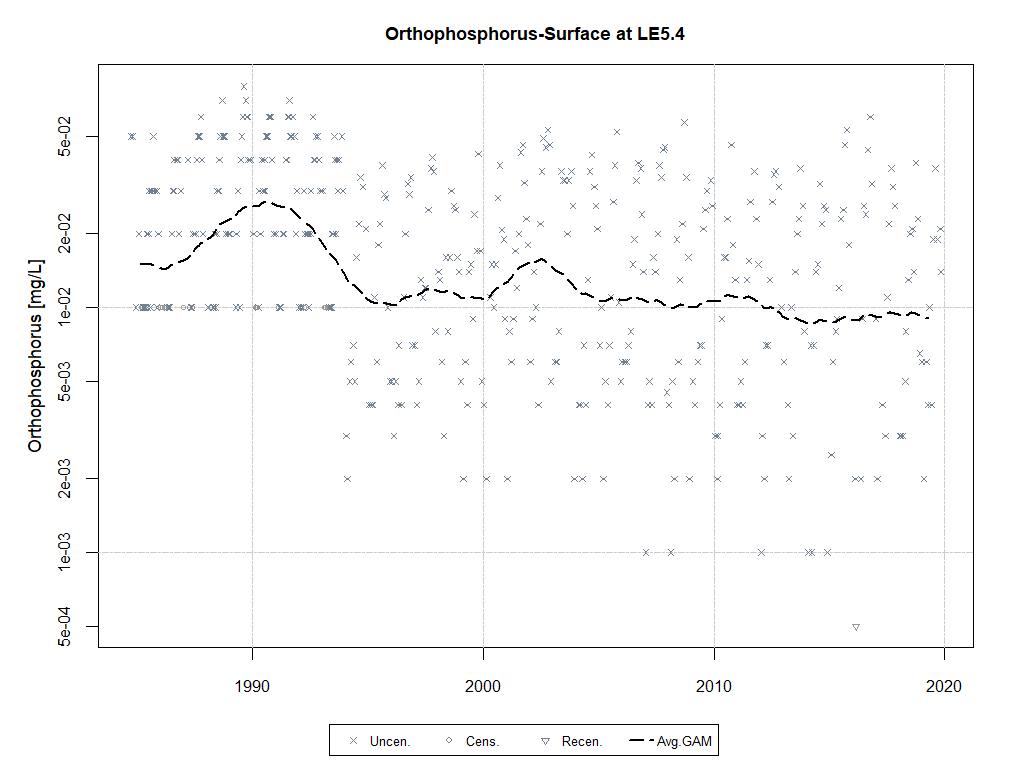 Orthophosphorus-Surface at LE5.4
Orthophosphorus [mg/L]
5e-02
2e-02
1e-02
5e-03
2e-03
1e-03
5e-04
1990 2000 2010 2020
Uncen. Cens. Recen. Avg.GAM